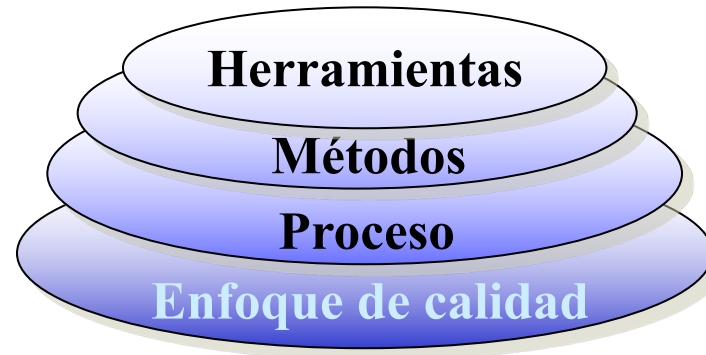 Herramientas
Métodos
Proceso
Enfoque de calidad